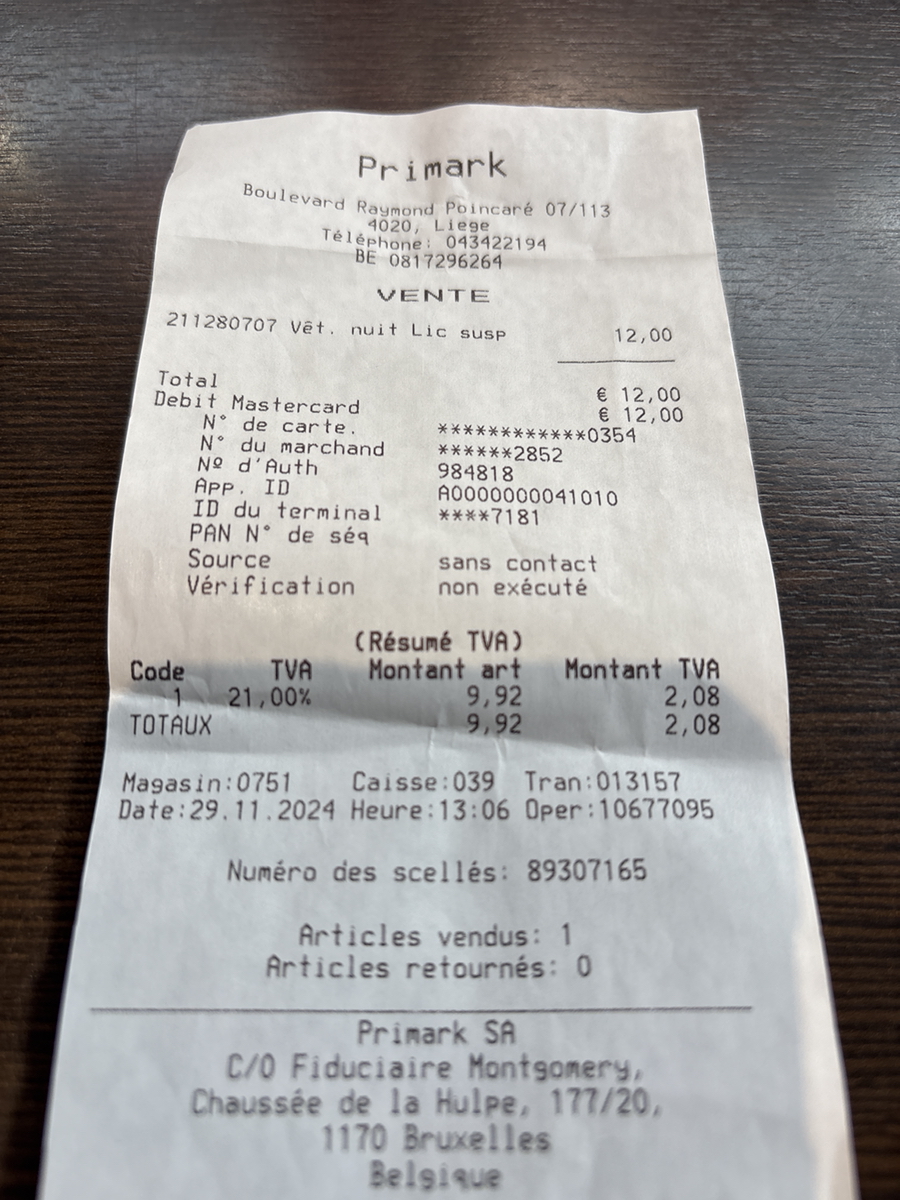 Primark
Boulevard Raymond Poincaré 07/113
4020, Liege
Téléphone: 043422194
BE 0817296264
VENTE
211280707 Vêt. nuit Lic susp 12,00
Total € 12,00
Debit Mastercard € 12,00
N° de carte. ************0354
N° du marchand ******2852
Nº d'Auth 984818
App. ID A0000000041010
ID du terminal ****7181
PAN N° de séq
Source sans contact
Vérification non exécuté
(Résumé TVA)
Code TVA Montant art Montant TVA
1 21,00% 9,92 2,08
TOTAUX 9,92 2,08
Magasin:0751 Caisse:039 Tran:013157
Date:29.11.2024 Heure:13:06 Oper:10677095
Numéro des scellés: 89307165
Articles vendus: 1
Articles retournés: 0
Primark SA
C/O Fiduciaire Montgomery,
Chaussée de la Hulpe, 177/20,
1170 Bruxelles
Belgique